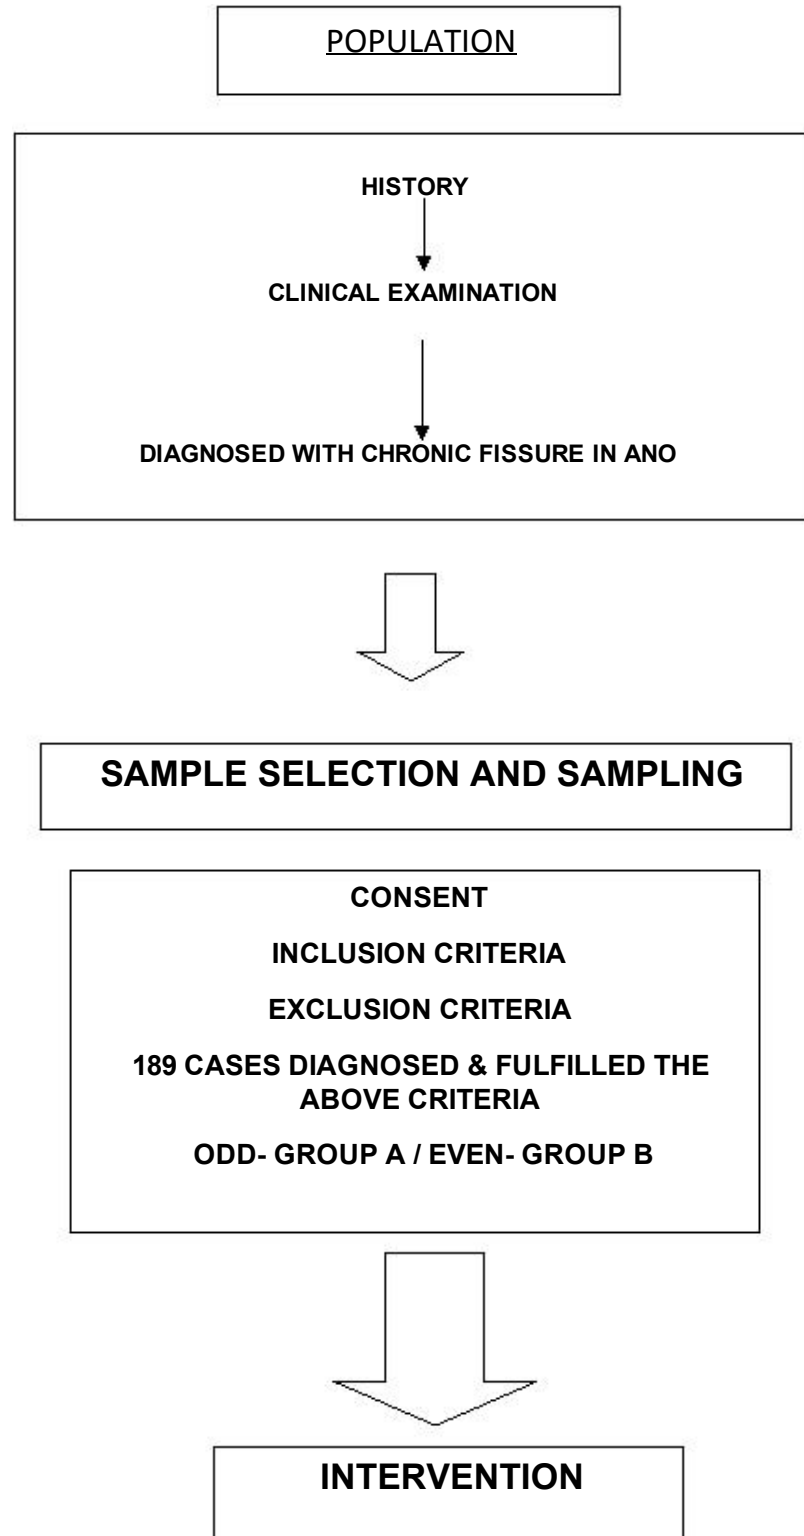 POPULATION
HISTORY
CLINICAL EXAMINATION
DIAGNOSED WITH CHRONIC FISSURE IN ANO
SAMPLE SELECTION AND SAMPLING
CONSENT
INCLUSION CRITERIA
EXCLUSION CRITERIA
189 CASES DIAGNOSED & FULFILLED THE
ABOVE CRITERIA
ODD- GROUP A / EVEN- GROUP B
INTERVENTION